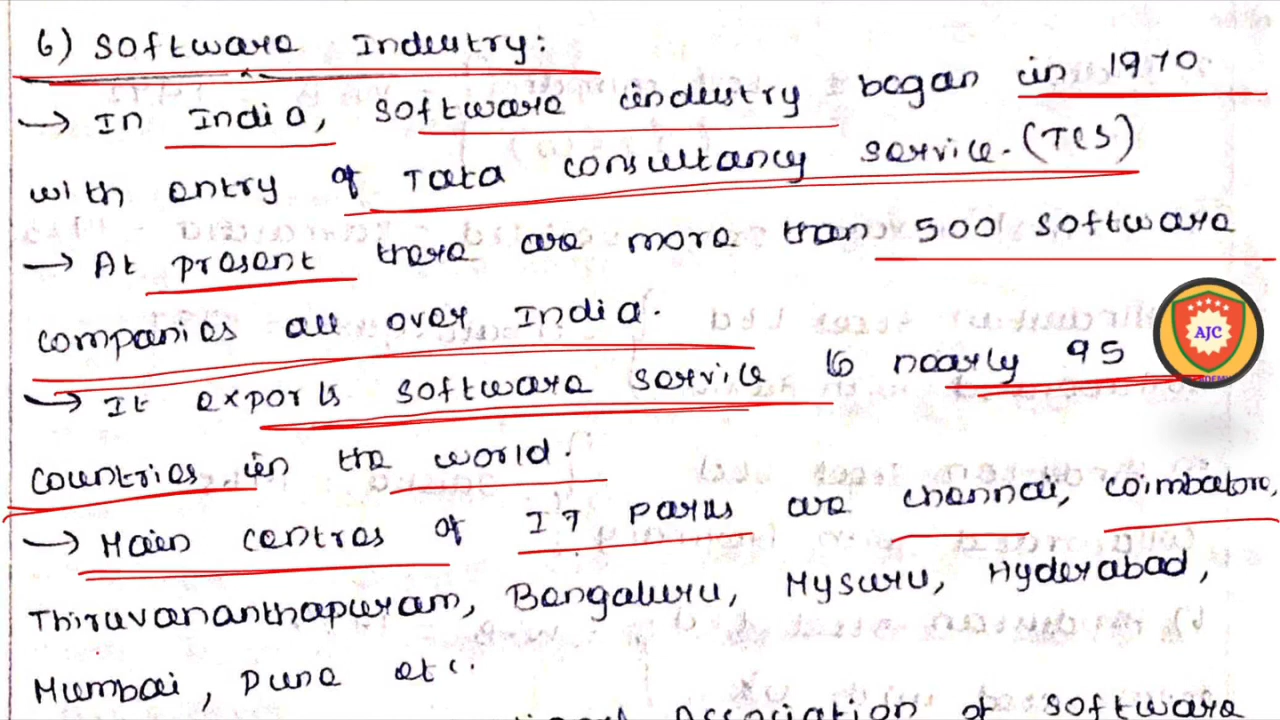 6) Software Industry:
→ In India, software industry began in 1970
with entry of Tata consultancy service. (TCS)
→ At present there are more than 500 software
companies all over India.
→ It exports software service to nearly 95
countries in the world.
→ Main centres of IT parks are chennai, coimbatore,
Thiruvananthapuram, Bengaluru, Mysuru, Hyderabad,
Mumbai, Pune etc.
Association of software
AJC